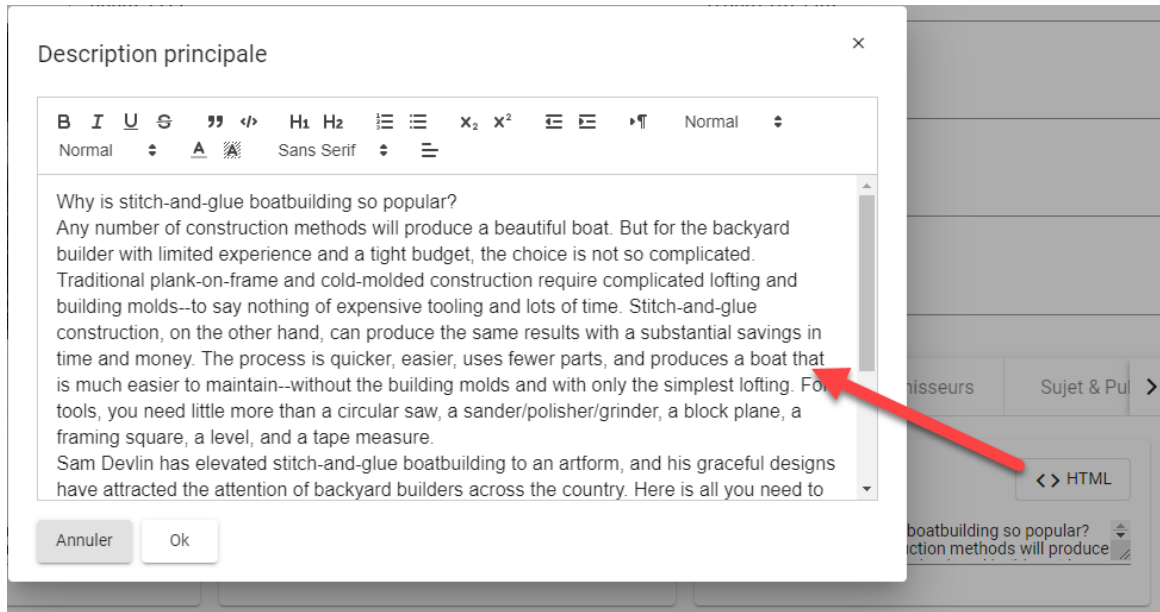 Description principale
×
B I U S ” </> H1 H2 X2 X2 ¶ Normal
Normal A A Sans Serif
Why is stitch-and-glue boatbuilding so popular?
Any number of construction methods will produce a beautiful boat. But for the backyard
builder with limited experience and a tight budget, the choice is not so complicated.
Traditional plank-on-frame and cold-molded construction require complicated lofting and
building molds--to say nothing of expensive tooling and lots of time. Stitch-and-glue
construction, on the other hand, can produce the same results with a substantial savings in
time and money. The process is quicker, easier, uses fewer parts, and produces a boat that
is much easier to maintain--without the building molds and with only the simplest lofting. For
tools, you need little more than a circular saw, a sander/polisher/grinder, a block plane, a
framing square, a level, and a tape measure.
Sam Devlin has elevated stitch-and-glue boatbuilding to an artform, and his graceful designs
have attracted the attention of backyard builders across the country. Here is all you need to
Annuler Ok
nisseurs Sujet & Pul
<> HTML
boatbuilding so popular?
ction methods will produce